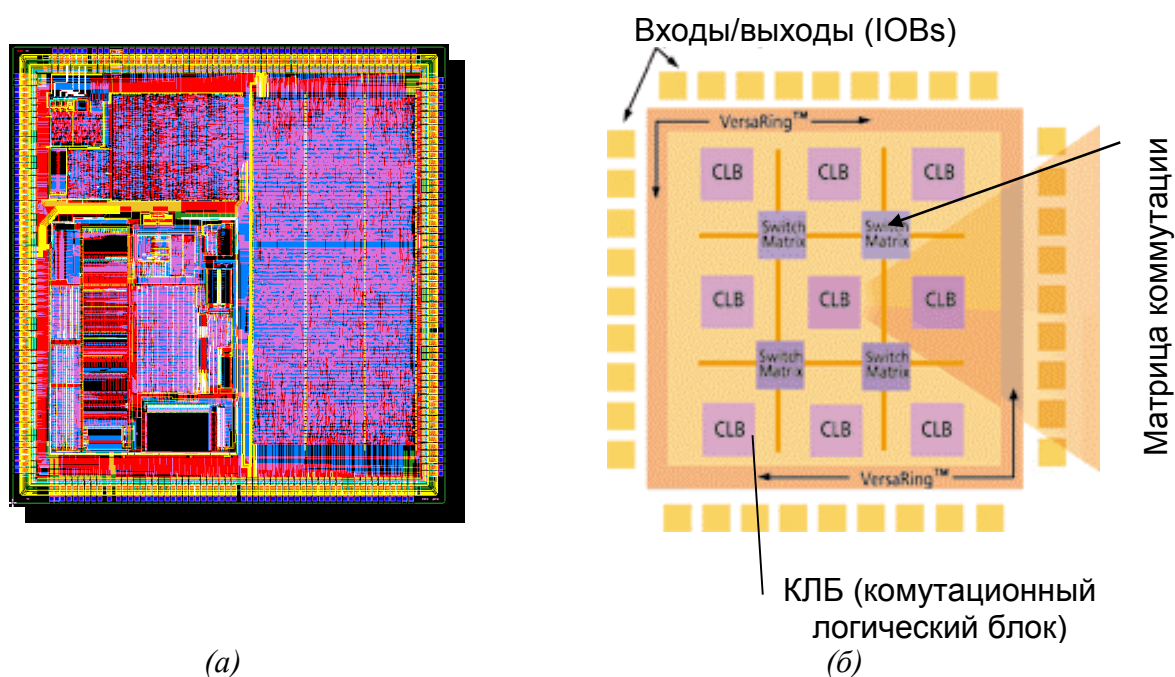 Входы/выходы (IOBs)
VersaRing™
CLB CLB CLB
Switch Matrix Switch Matrix
CLB CLB CLB
Switch Matrix Switch Matrix
CLB CLB CLB
VersaRing™
Матрица коммутации
КЛБ (комутационный
логический блок)
(а) (б)